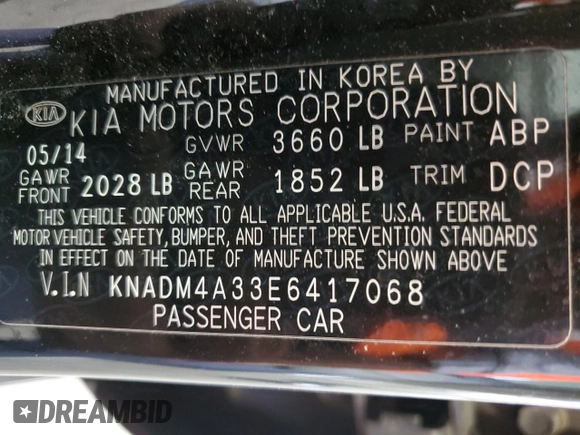 MANUFACTURED IN KOREA BY
KIA KIA MOTORS CORPORATION
05/14 GVWR 3660 LB PAINT ABP
GAWR FRONT 2028 LB GAWR REAR 1852 LB TRIM DCP
THIS VEHICLE CONFORMS TO ALL APPLICABLE U.S.A. FEDERAL
MOTOR VEHICLE SAFETY, BUMPER, AND THEFT PREVENTION STANDARDS
IN EFFECT ON THE DATE OF MANUFACTURE SHOWN ABOVE
V.I.N KNADM4A33E6417068
PASSENGER CAR
DREAMBID